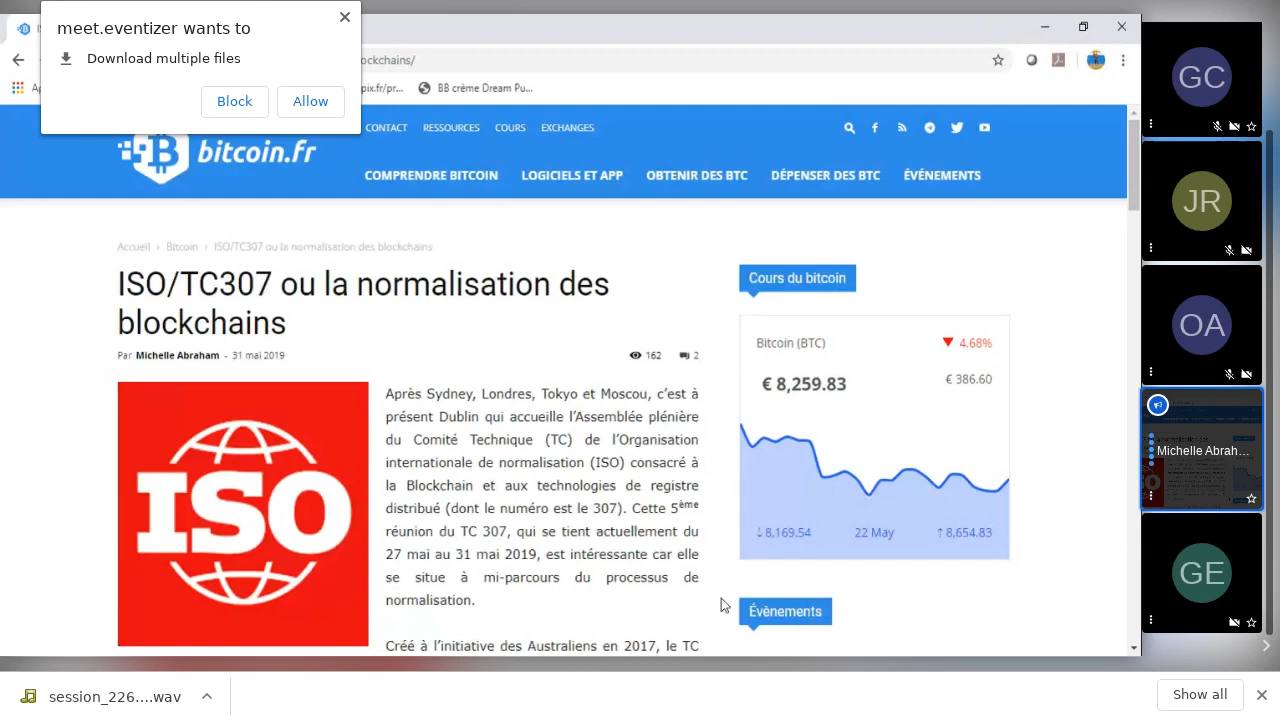 meet.eventizer wants to
Download multiple files
Block
Allow
ockchains/
pix.fr/pr...
BB crème Dream Pu...
bitcoin.fr
CONTACT
RESSOURCES
COURS
EXCHANGES
COMPRENDRE BITCOIN
LOGICIELS ET APP
OBTENIR DES BTC
DÉPENSER DES BTC
ÉVÉNEMENTS
Accueil › Bitcoin › ISO/TC307 ou la normalisation des blockchains
ISO/TC307 ou la normalisation des
blockchains
Par Michelle Abraham - 31 mai 2019
162
2
ISO
Après Sydney, Londres, Tokyo et Moscou, c'est à
présent Dublin qui accueille l'Assemblée plénière
du Comité Technique (TC) de l'Organisation
internationale de normalisation (ISO) consacré à
la Blockchain et aux technologies de registre
distribué (dont le numéro est le 307). Cette 5ème
réunion du TC 307, qui se tient actuellement du
27 mai au 31 mai 2019, est intéressante car elle
se situe à mi-parcours du processus de
normalisation.
Créé à l'initiative des Australiens en 2017, le TC
Cours du bitcoin
Bitcoin (BTC)
▼ 4.68%
€ 8,259.83
€ 386.60
↓ 8,169.54
22 May
↑ 8,654.83
Évènements
GC
JR
OA
Michelle Abrah...
GE
session_226....wav
Show all